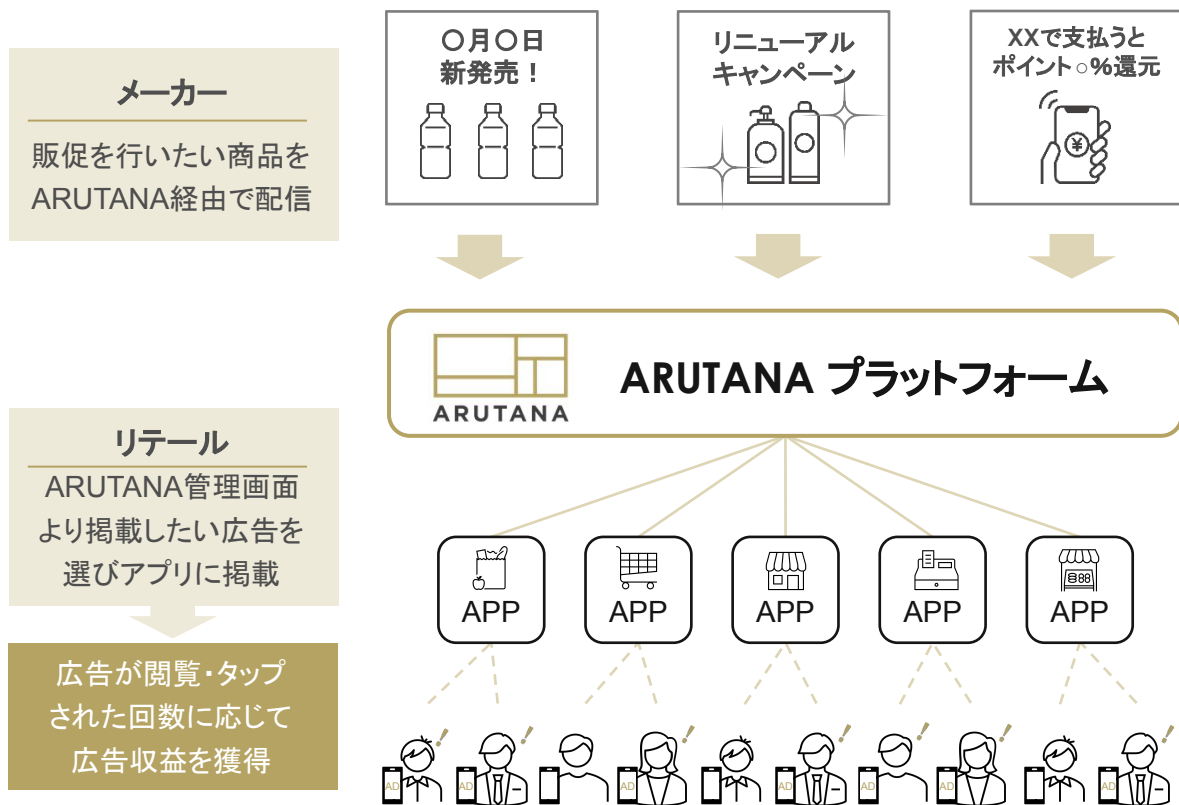 メーカー
販促を行いたい商品を
ARUTANA経由で配信
〇月〇日
新発売!
リニューアル
キャンペーン
XXで支払うと
ポイント○%還元
¥
ARUTANA
ARUTANA プラットフォーム
リテール
ARUTANA管理画面
より掲載したい広告を
選びアプリに掲載
広告が閲覧・タップ
された回数に応じて
広告収益を獲得
APP
APP
APP
APP
APP
AD
AD
AD
AD
AD
AD
AD
AD